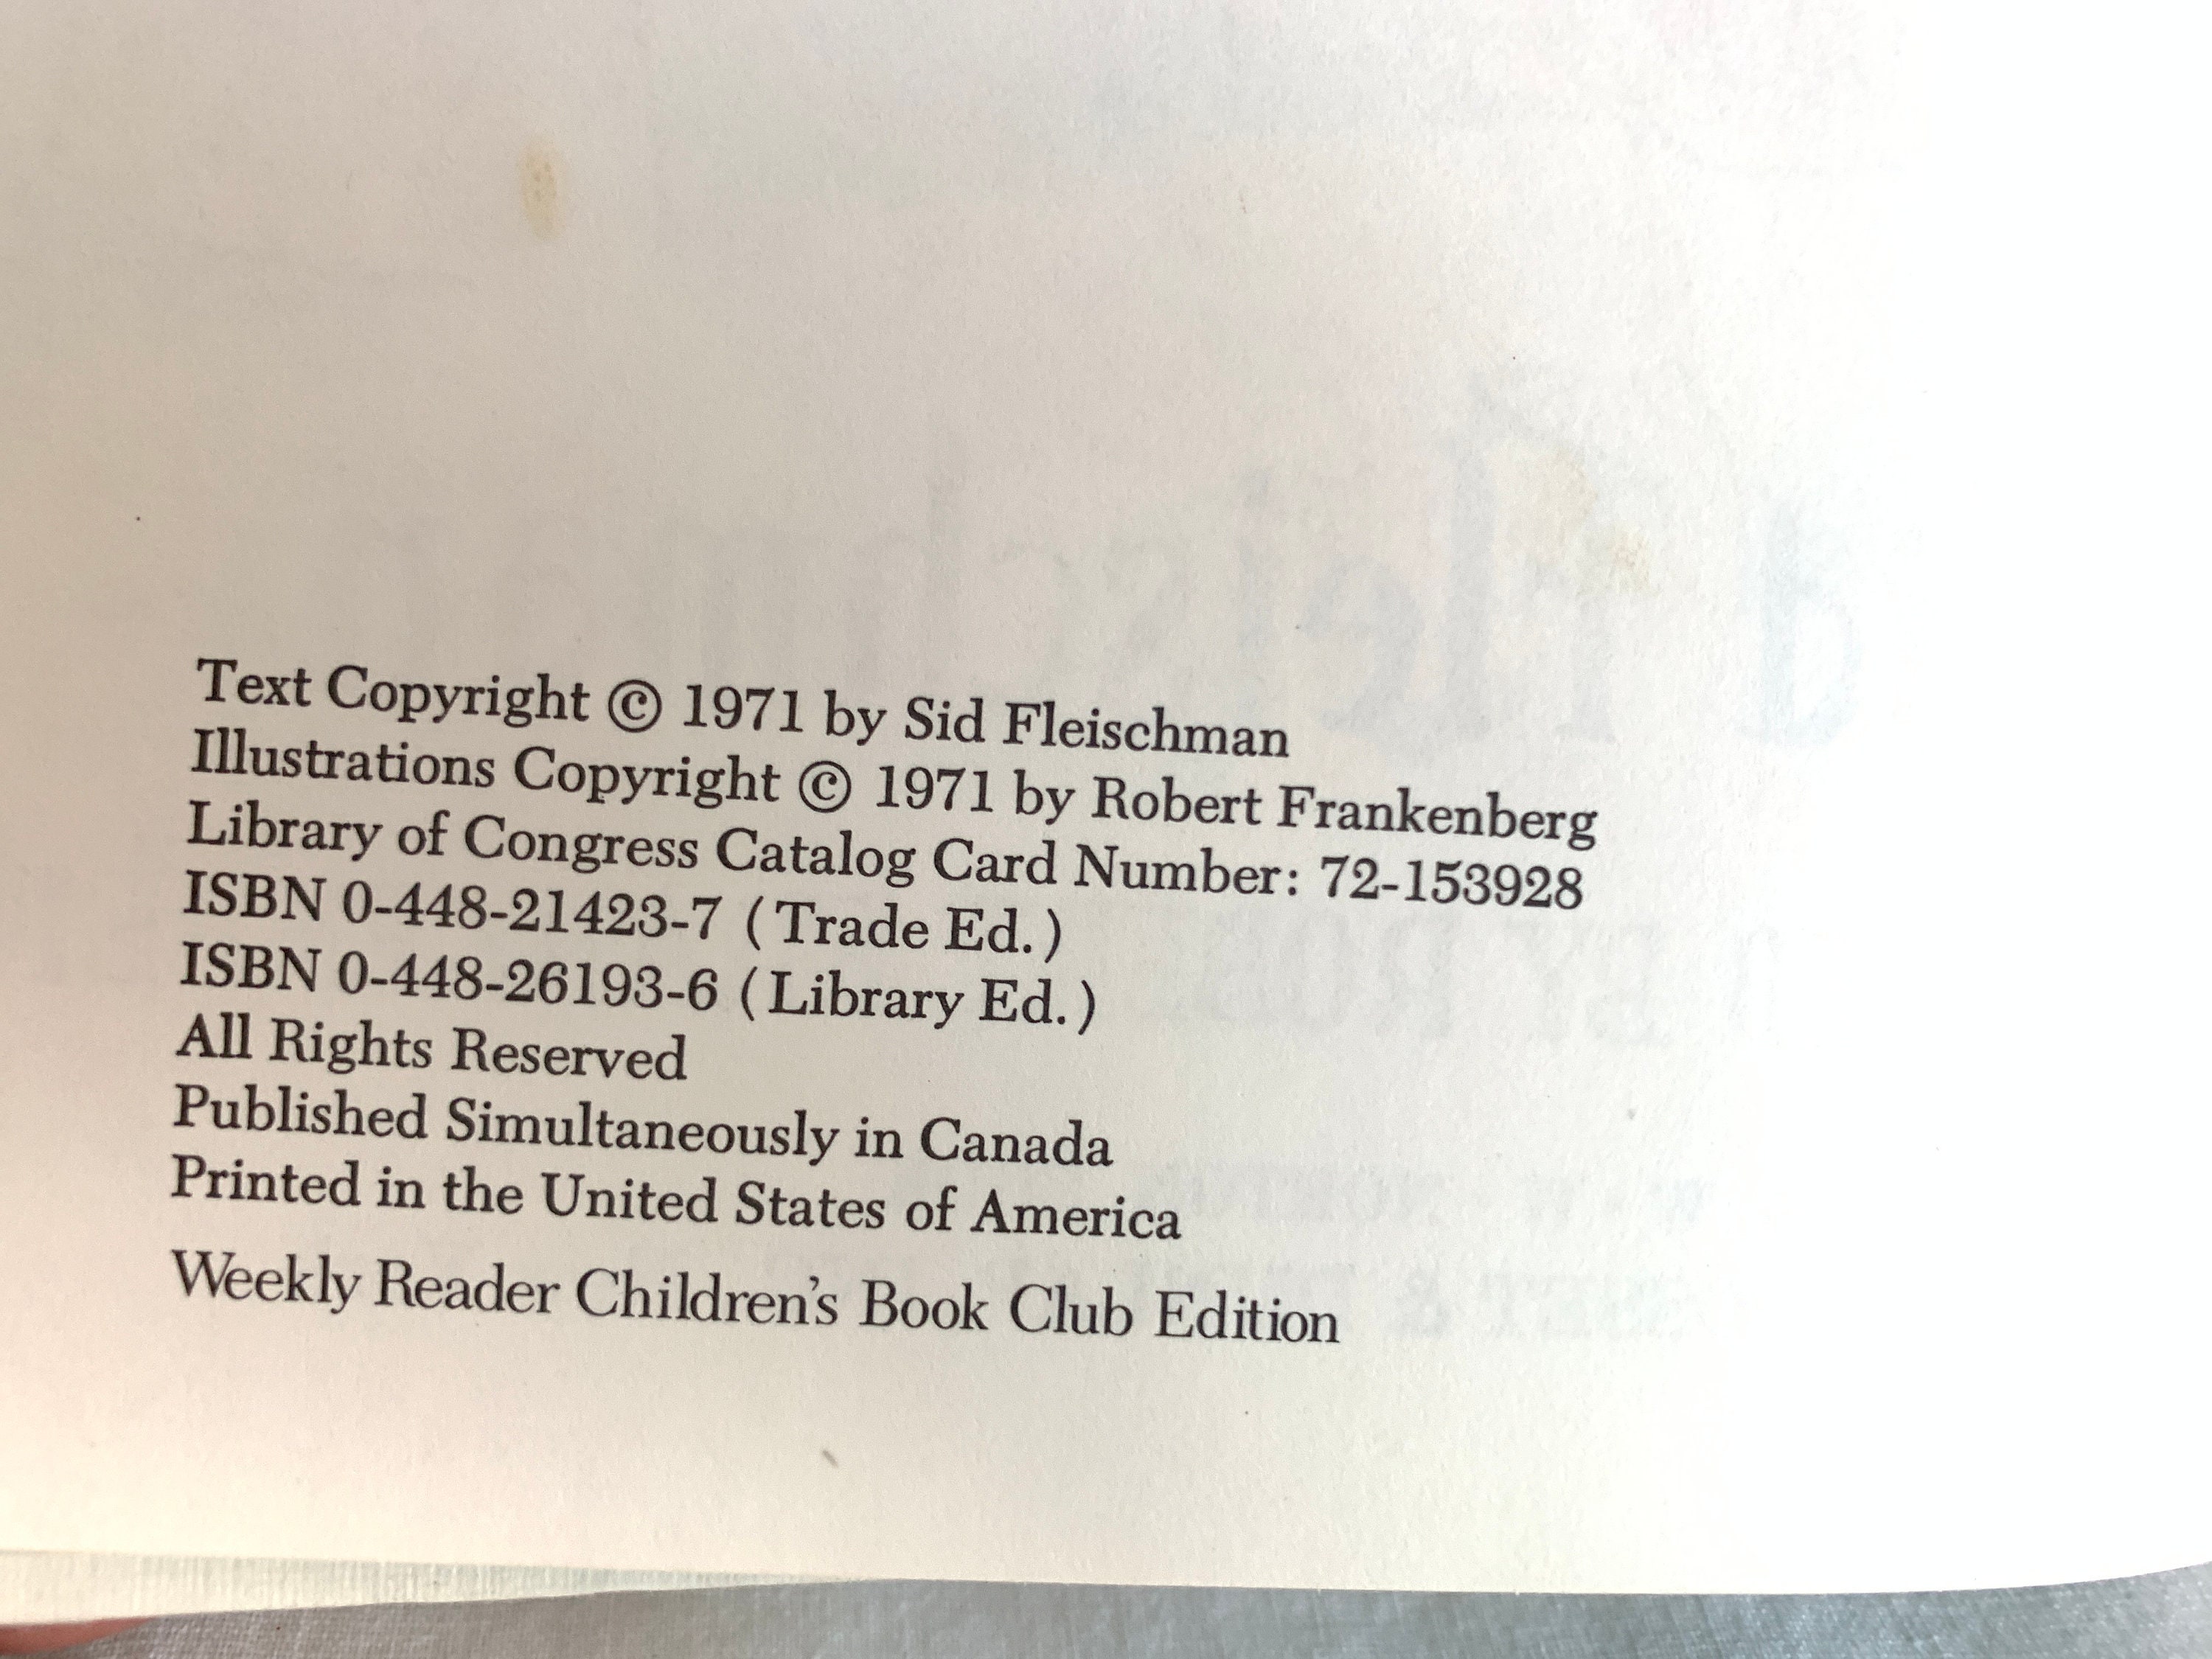 Text Copyright © 1971 by Sid Fleischman
Illustrations Copyright © 1971 by Robert Frankenberg
Library of Congress Catalog Card Number: 72-153928
ISBN 0-448-21423-7 (Trade Ed.)
ISBN 0-448-26193-6 (Library Ed.)
All Rights Reserved
Published Simultaneously in Canada
Printed in the United States of America
Weekly Reader Children's Book Club Edition